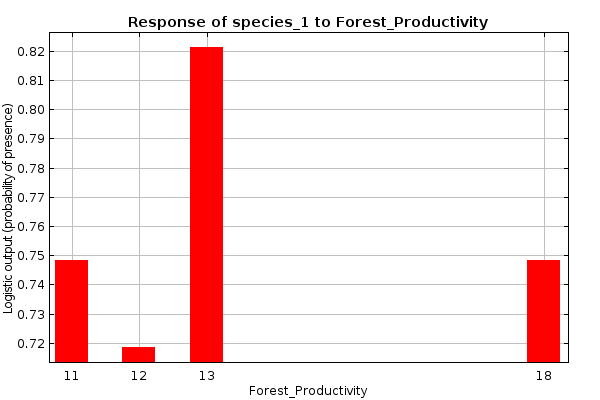 Response of species_1 to Forest_Productivity
Logistic output (probability of presence)
0.82
0.81
0.80
0.79
0.78
0.77
0.76
0.75
0.74
0.73
0.72
11 12 13 18
Forest_Productivity